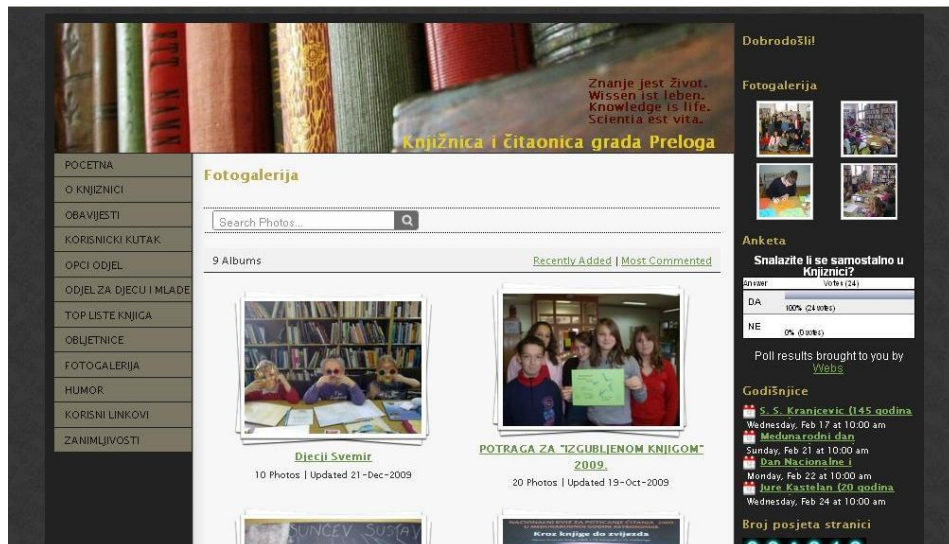 Znanje jest život.
Wissen ist leben.
Knowledge is life.
Scientia est vita.
Knjižnica i čitaonica grada Preloga
POCETNA
O KNJIZNICI
OBAVIJESTI
KORISNICKI KUTAK
OPCI ODJEL
ODJEL ZA DJECU I MLADE
TOP LISTE KNJIGA
OBLJETNICE
FOTOGALERIJA
HUMOR
KORISNI LINKOVI
ZANIMLJIVOSTI
Fotogalerija
Search Photos...
9 Albums
Recently Added | Most Commented
Djecji Svemir
10 Photos | Updated 21-Dec-2009
POTRAGA ZA "IZGUBLJENOM KNJIGOM"
2009.
20 Photos | Updated 19-Oct-2009
SUNČEV SUSTAV
Kroz knjige do zvijezda
Dobrodošli!
Fotogalerija
Anketa
Snalazite li se samostalno u
Knjiznici?
Answer Votes (24)
DA
100% (24 votes)
NE
0% (0 votes)
Poll results brought to you by
Webs
Godišnjice
S. S. Kranjcevic (145 godina
Wednesday, Feb 17 at 10:00 am
Medunarodni dan
Sunday, Feb 21 at 10:00 am
Dan Nacionalne i
Monday, Feb 22 at 10:00 am
Jure Kastelan (20 godina
Wednesday, Feb 24 at 10:00 am
Broj posjeta stranici